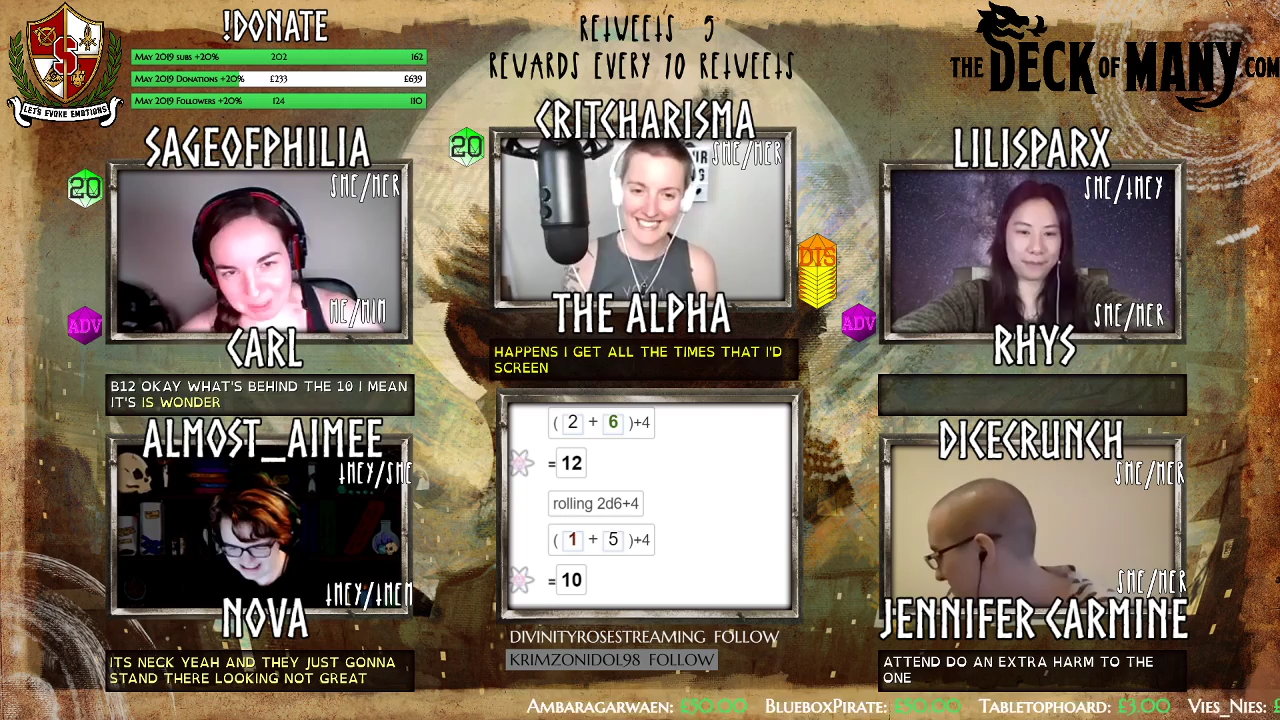 !DONATE
MAY 2019 SUBS +20% 202 162
MAY 2019 DONATIONS +20% £233 £639
MAY 2019 FOLLOWERS +20% 124 110
S
LET'S EVOKE EMOTIONS
RETWEETS 5
REWARDS EVERY 10 RETWEETS
THE DECK OF MANY.COM
SAGEOFPHILIA
SHE/HER
20
ADV
HE/HIM
CARL
B12 OKAY WHAT'S BEHIND THE 10 I MEAN
IT'S IS WONDER
CRITCHARISMA
SHE/HER
20
DIS
THE ALPHA
HAPPENS I GET ALL THE TIMES THAT I'D
SCREEN
LILISPARX
SHE/THEY
ADV
SHE/HER
RHYS
ALMOST_AIMEE
THEY/SHE
THEY/THEM
NOVA
ITS NECK YEAH AND THEY JUST GONNA
STAND THERE LOOKING NOT GREAT
( 2 + 6 )+4
=12
rolling 2d6+4
( 1 + 5 )+4
=10
DIVINITYROSESTREAMING FOLLOW
KRIMZONIDOL98 FOLLOW
DICECRUNCH
SHE/HER
SHE/HER
JENNIFER CARMINE
ATTEND DO AN EXTRA HARM TO THE
ONE
AMBARAGARWAEN: £50.00 BLUEBOXPIRATE: £50.00 TABLETOPHOARD: £3.00 VIES_NIES: £